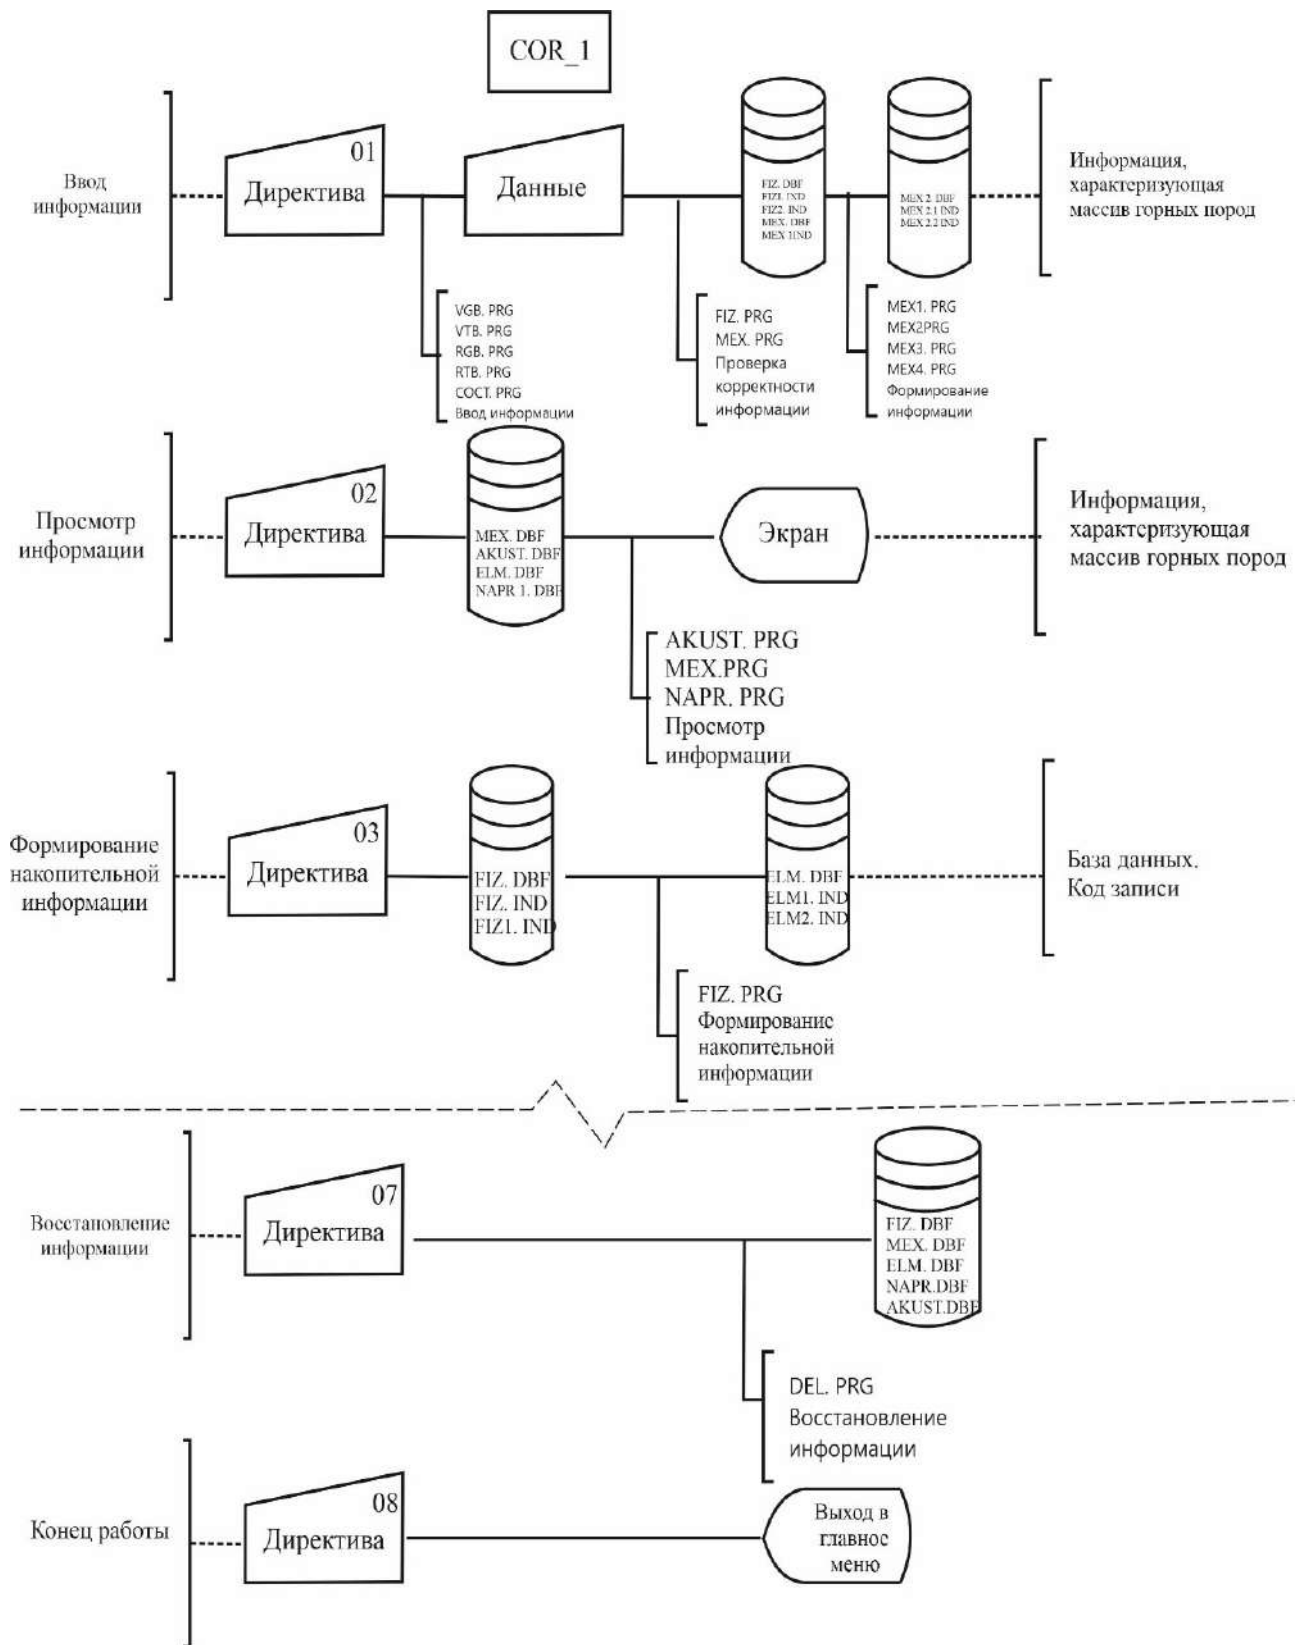 COR_1
Ввод
информации
01
Директива
Данные
FIZ. DBF
FIZ1. IND
FIZ2. IND
MEX. DBF
MEX 1IND
MEX 2. DBF
MEX 2.1 IND
MEX 2.2 IND
Информация,
характеризующая
массив горных пород
VGB. PRG
VTB. PRG
RGB. PRG
RTB. PRG
COCT. PRG
Ввод информации
FIZ. PRG
MEX. PRG
Проверка
корректности
информации
MEX1. PRG
MEX2PRG
MEX3. PRG
MEX4. PRG
Формирование
информации
Просмотр
информации
02
Директива
MEX. DBF
AKUST. DBF
ELM. DBF
NAPR 1. DBF
Экран
Информация,
характеризующая
массив горных пород
AKUST. PRG
MEX.PRG
NAPR. PRG
Просмотр
информации
Формирование
накопительной
информации
03
Директива
FIZ. DBF
FIZ. IND
FIZ1. IND
ELM. DBF
ELM1. IND
ELM2. IND
База данных.
Код записи
FIZ. PRG
Формирование
накопительной
информации
Восстановление
информации
07
Директива
FIZ. DBF
MEX. DBF
ELM. DBF
NAPR.DBF
AKUST.DBF
DEL. PRG
Восстановление
информации
Конец работы
08
Директива
Выход в
главное
меню